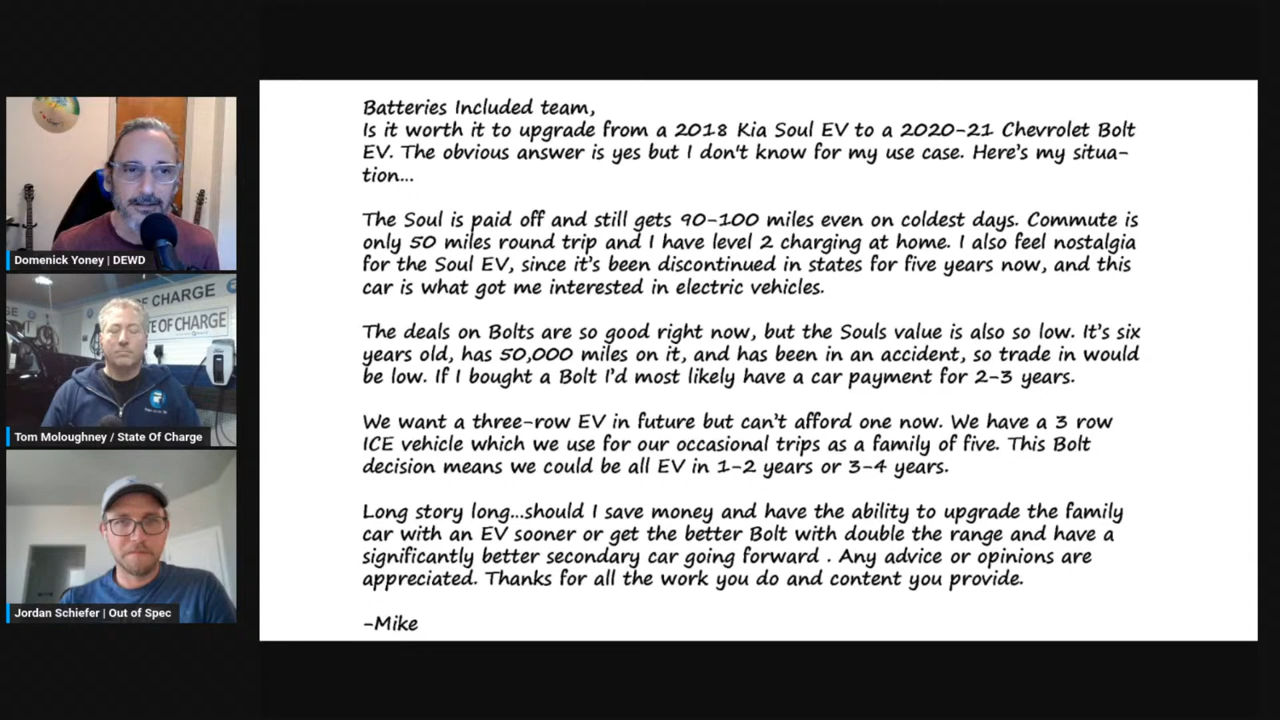 Domenick Yoney | DEWD
CHARGE
OF CHARGE
TE OF CHARGE
Tom Moloughney / State Of Charge
Jordan Schiefer | Out of Spec
Batteries Included team,
Is it worth it to upgrade from a 2018 Kia Soul EV to a 2020-21 Chevrolet Bolt
EV. The obvious answer is yes but I don't know for my use case. Here's my situa-
tion...
The Soul is paid off and still gets 90-100 miles even on coldest days. Commute is
only 50 miles round trip and I have level 2 charging at home. I also feel nostalgia
for the Soul EV, since it's been discontinued in states for five years now, and this
car is what got me interested in electric vehicles.
The deals on Bolts are so good right now, but the Souls value is also so low. It's six
years old, has 50,000 miles on it, and has been in an accident, so trade in would
be low. If I bought a Bolt I'd most likely have a car payment for 2-3 years.
We want a three-row EV in future but can't afford one now. We have a 3 row
ICE vehicle which we use for our occasional trips as a family of five. This Bolt
decision means we could be all EV in 1-2 years or 3-4 years.
Long story long...should I save money and have the ability to upgrade the family
car with an EV sooner or get the better Bolt with double the range and have a
significantly better secondary car going forward . Any advice or opinions are
appreciated. Thanks for all the work you do and content you provide.
-Mike